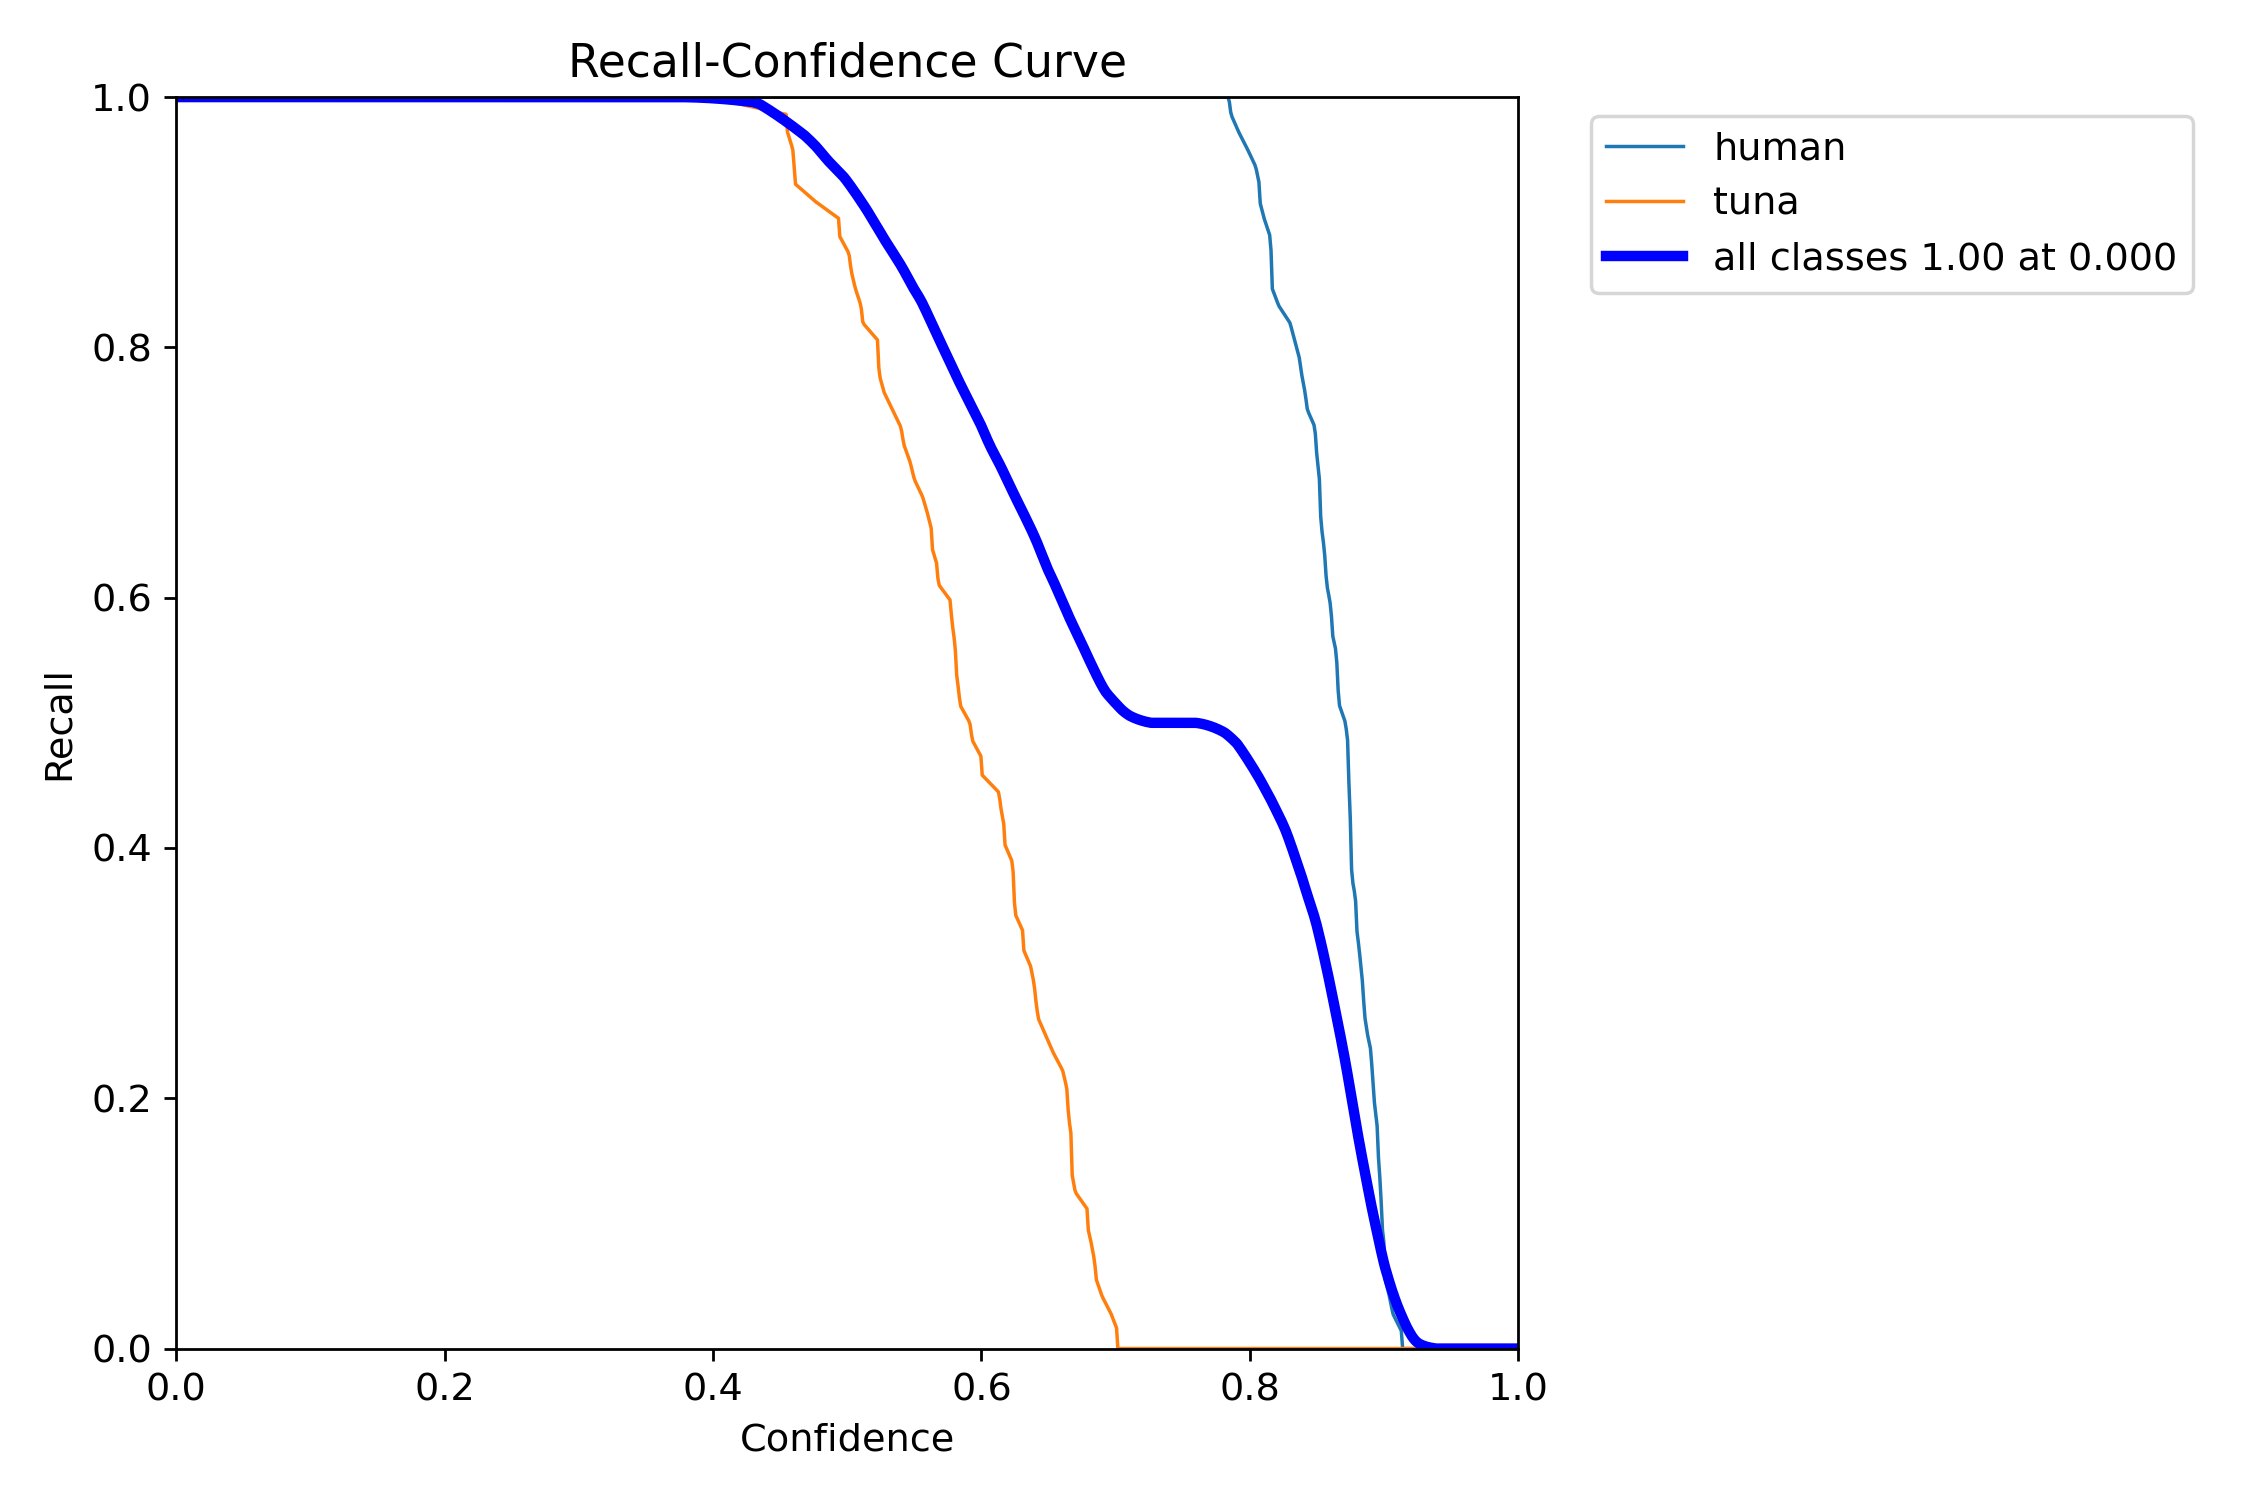 Recall-Confidence Curve
1.0
0.8
0.6
0.4
0.2
0.0
Recall
0.0 0.2 0.4 0.6 0.8 1.0
Confidence
human
tuna
all classes 1.00 at 0.000